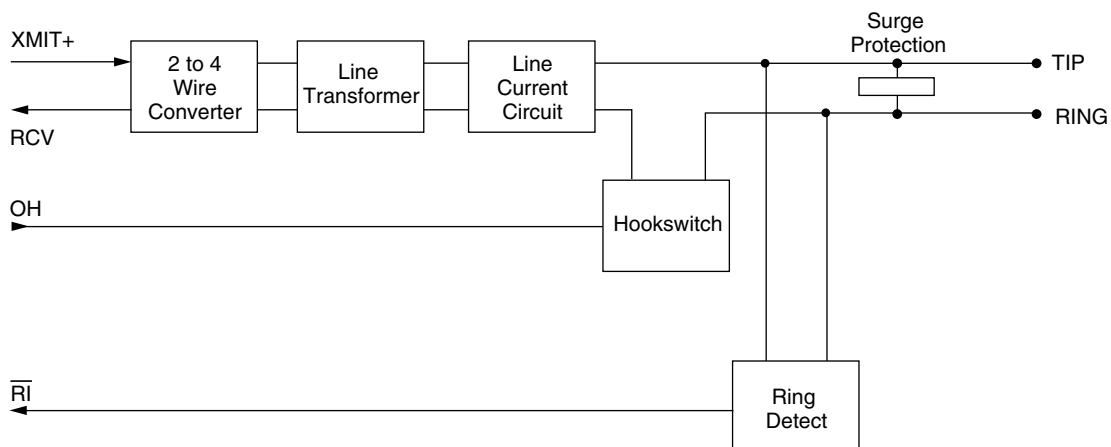 XMIT+
2 to 4
Wire
Converter
Line
Transformer
Line
Current
Circuit
Surge
Protection
TIP
RING
RCV
OH
Hookswitch
R̅I̅
Ring
Detect